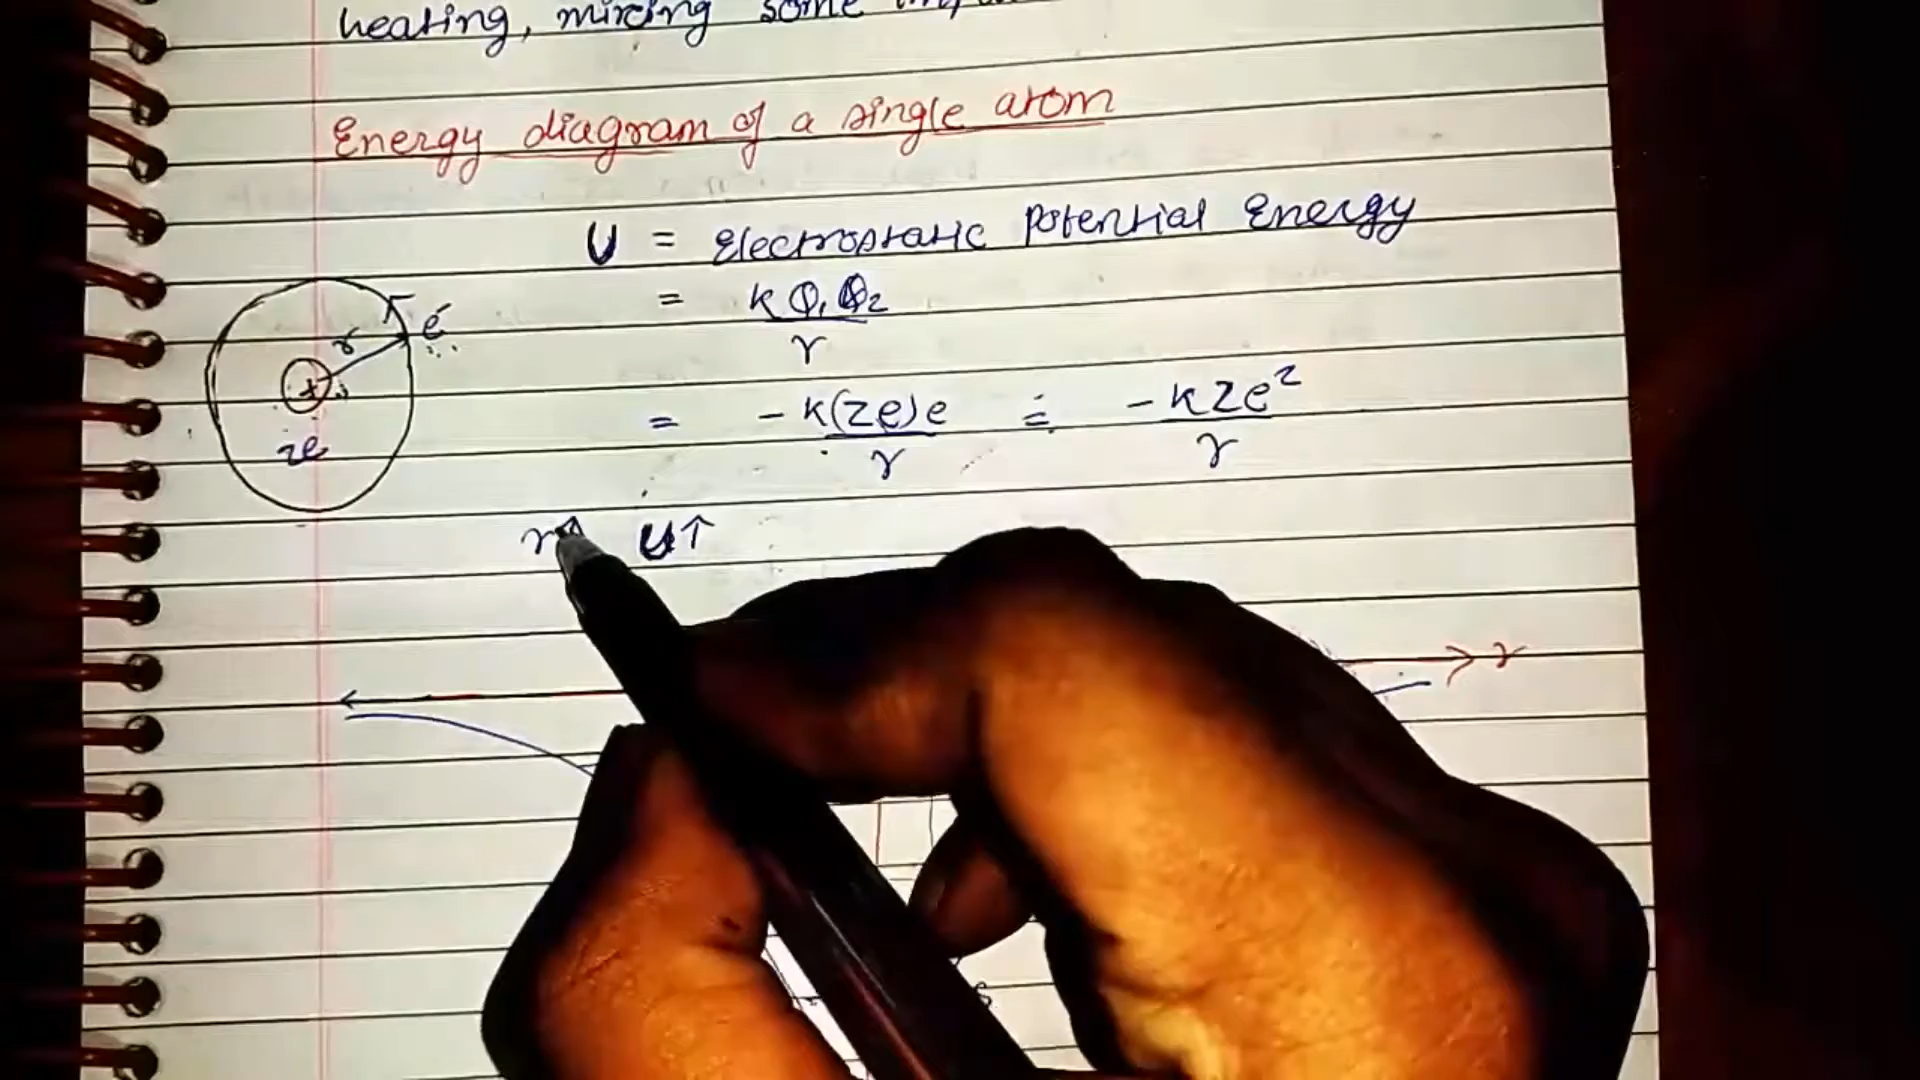 heating, mixing some
Energy diagram of a single atom
U = Electrostatic Potential Energy
= kQ₁Q₂/r
= -k(Ze)e/r = -kZe²/r
r e⁻
+
Ze
r↑ U↑
r